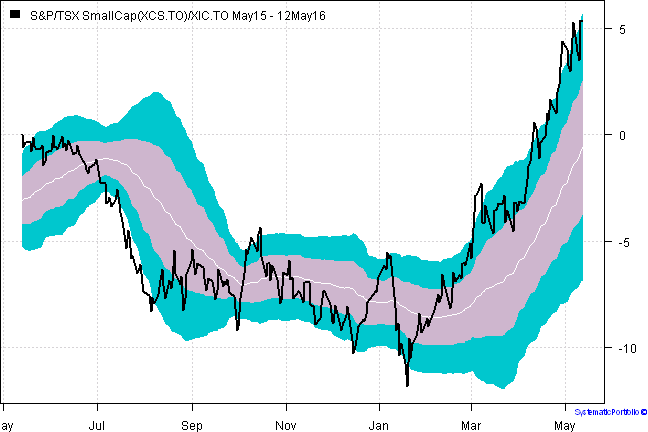 S&P/TSX SmallCap(XCS.TO)/XIC.TO May15 - 12May16
5
0
-5
-10
ay Jul Sep Nov Jan Mar May
SystematicPortfolio ©